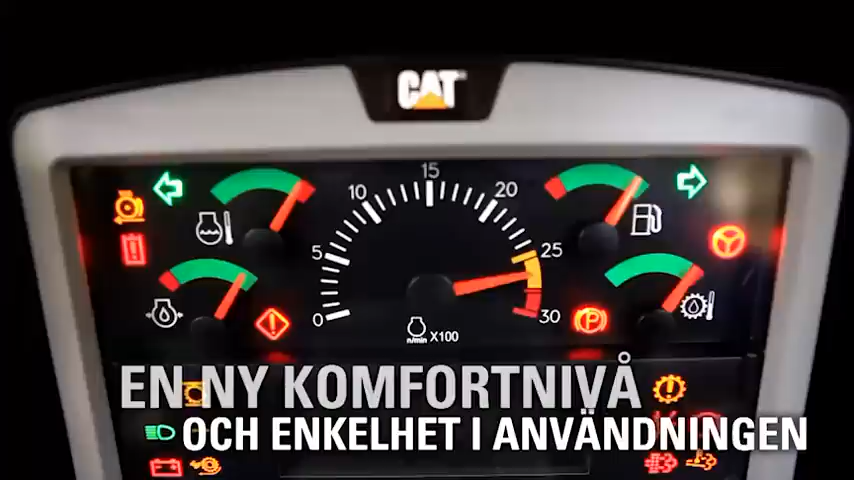 CAT
15
10
20
5
25
0
30
n/min X100
P
EN NY KOMFORTNIVÅ
OCH ENKELHET I ANVÄNDNINGEN